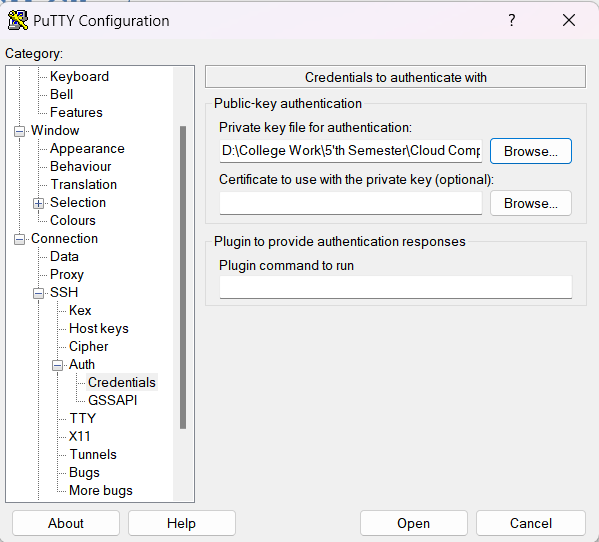 PuTTY Configuration
?
Category:
Keyboard
Bell
Features
Window
Appearance
Behaviour
Translation
Selection
Colours
Connection
Data
Proxy
SSH
Kex
Host keys
Cipher
Auth
Credentials
GSSAPI
TTY
X11
Tunnels
Bugs
More bugs
Credentials to authenticate with
Public-key authentication
Private key file for authentication:
D:\College Work\5'th Semester\Cloud Comp
Browse...
Certificate to use with the private key (optional):
Browse...
Plugin to provide authentication responses
Plugin command to run
About
Help
Open
Cancel